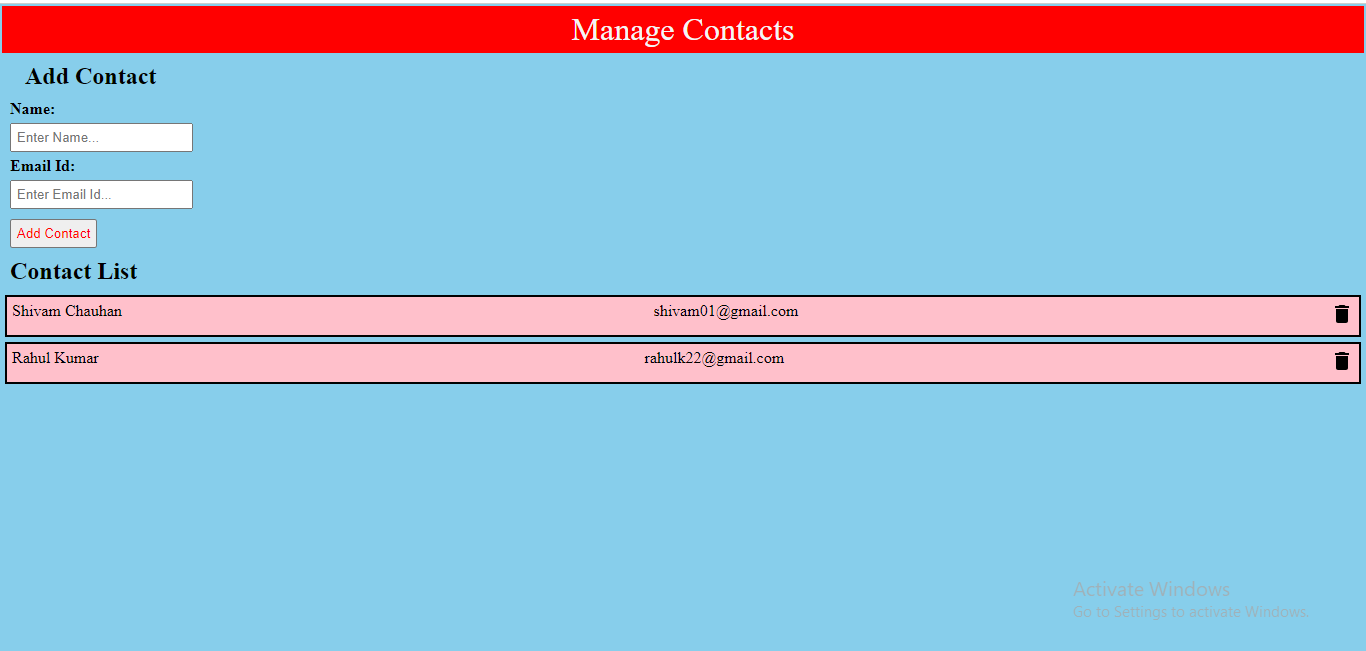 Manage Contacts
Add Contact
Name:
Enter Name...
Email Id:
Enter Email Id...
Add Contact
Contact List
Shivam Chauhan shivam01@gmail.com
Rahul Kumar rahulk22@gmail.com
Activate Windows
Go to Settings to activate Windows.